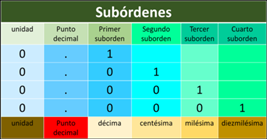 Subórdenes
unidad Punto decimal Primer suborden Segundo suborden Tercer suborden Cuarto suborden
0 . 1
0 . 0 1
0 . 0 0 1
0 . 0 0 0 1
unidad Punto decimal décima centésima milésima diezmilésima